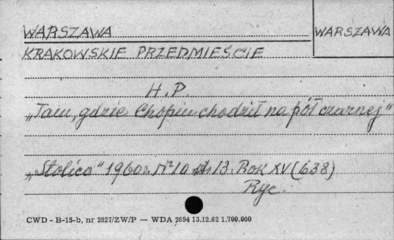 WARSZAWA WARSZAWA
KRAKOWSKIE PRZEDMIEŚCIE
H.P
„Tam, gdzie Chopin chodził na pół czarnej"
„Stolica" 1960 r. Nr 10 str. 13. Rok XV (638)
Ryc.
CWD - B-15-b, nr 2827/ZW/P — WDA 2694 13.12.62 1.700.000